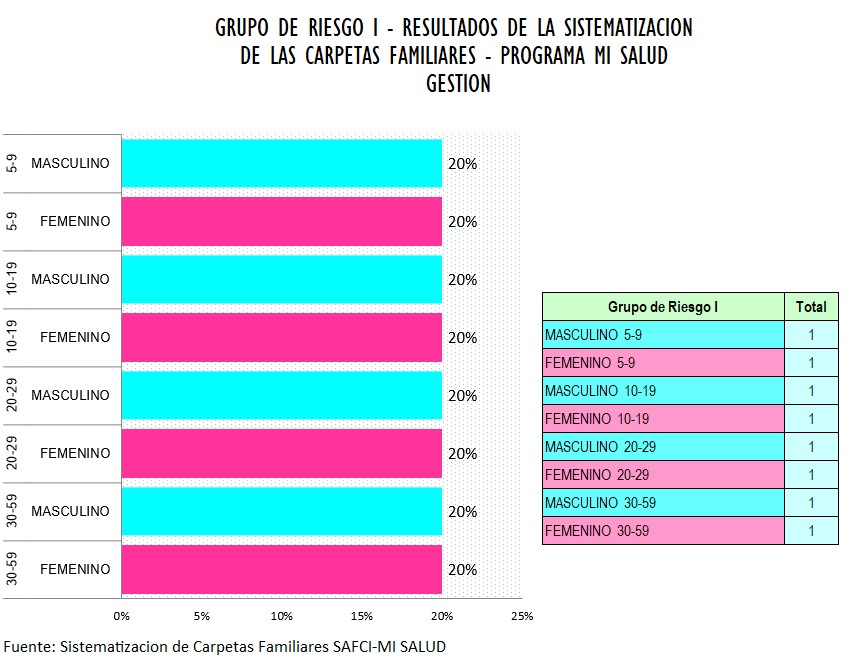 GRUPO DE RIESGO I - RESULTADOS DE LA SISTEMATIZACION
DE LAS CARPETAS FAMILIARES - PROGRAMA MI SALUD
GESTION
5-9 MASCULINO 20%
5-9 FEMENINO 20%
10-19 MASCULINO 20%
10-19 FEMENINO 20%
20-29 MASCULINO 20%
20-29 FEMENINO 20%
30-59 MASCULINO 20%
30-59 FEMENINO 20%
0% 5% 10% 15% 20% 25%
Grupo de Riesgo I Total
MASCULINO 5-9 1
FEMENINO 5-9 1
MASCULINO 10-19 1
FEMENINO 10-19 1
MASCULINO 20-29 1
FEMENINO 20-29 1
MASCULINO 30-59 1
FEMENINO 30-59 1
Fuente: Sistematizacion de Carpetas Familiares SAFCI-MI SALUD